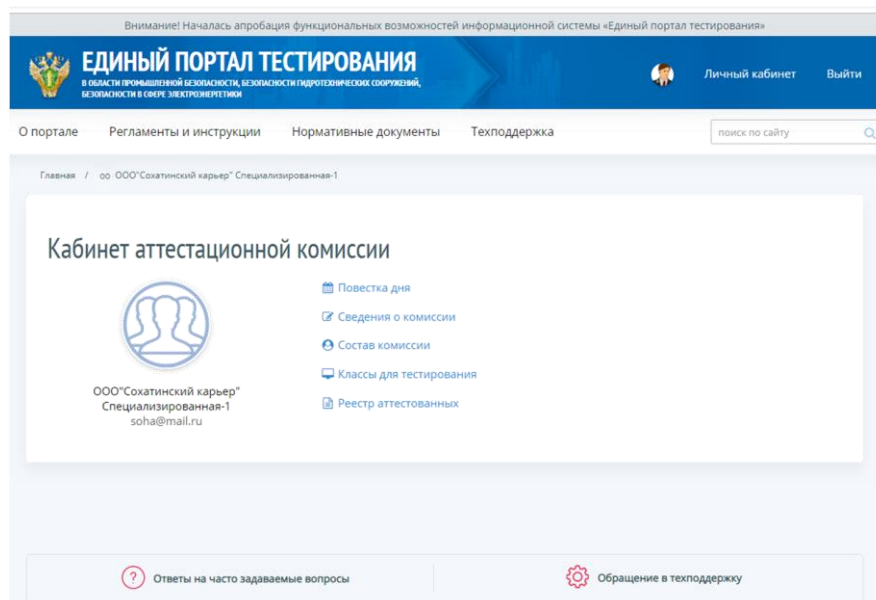 Внимание! Началась апробация функциональных возможностей информационной системы «Единый портал тестирования»
ЕДИНЫЙ ПОРТАЛ ТЕСТИРОВАНИЯ
В ОБЛАСТИ ПРОМЫШЛЕННОЙ БЕЗОПАСНОСТИ, БЕЗОПАСНОСТИ ГИДРОТЕХНИЧЕСКИХ СООРУЖЕНИЙ,
БЕЗОПАСНОСТИ В СФЕРЕ ЭЛЕКТРОЭНЕРГЕТИКИ
Личный кабинет Выйти
О портале Регламенты и инструкции Нормативные документы Техподдержка поиск по сайту
Главная / оо ООО"Сохатинский карьер" Специализированная-1
Кабинет аттестационной комиссии
Повестка дня
Сведения о комиссии
Состав комиссии
Классы для тестирования
Реестр аттестованных
ООО"Сохатинский карьер"
Специализированная-1
soha@mail.ru
Ответы на часто задаваемые вопросы Обращение в техподдержку